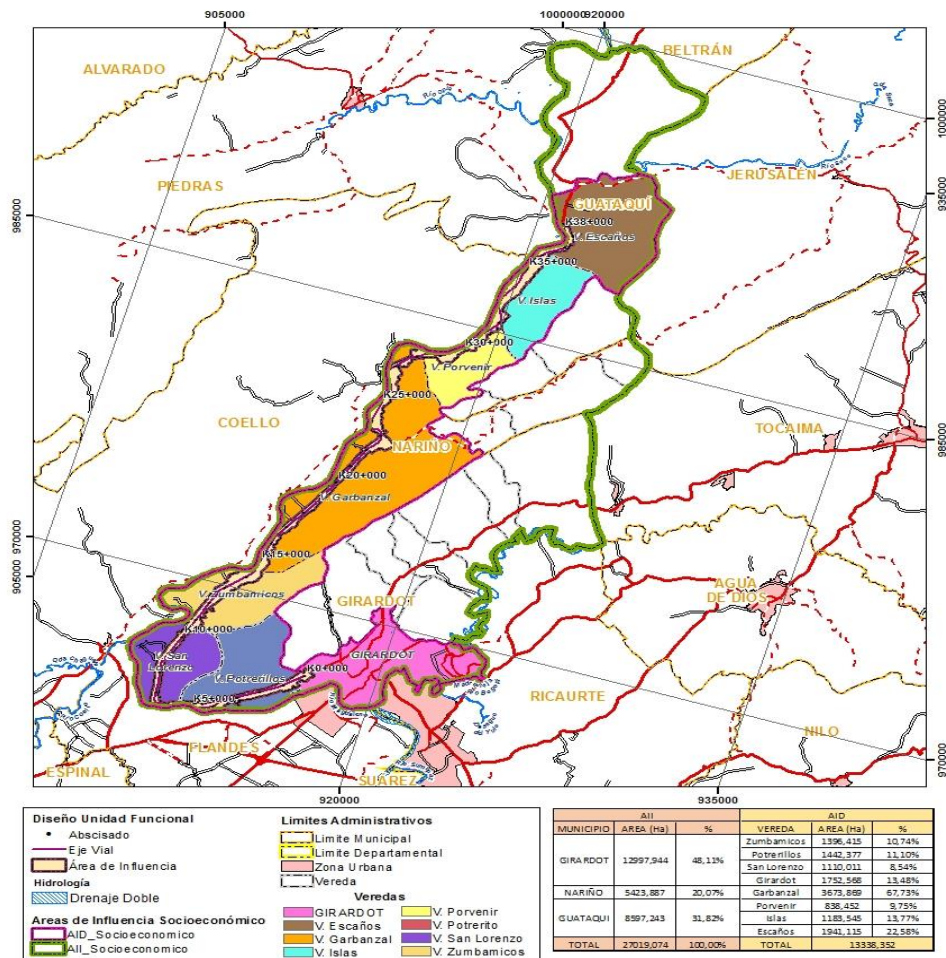 905000
1000000
920000
BELTRÁN
ALVARADO
1000000
PIEDRAS
JERUSALÉN
935000
985000
GUATAQUÍ
K38+000
V. Escaños
K35+000
V. Islas
K30+000
V. Porvenir
K25+000
COELLO
NARIÑO
TOCAIMA
985000
K20+000
V. Garbanzal
970000
K15+000
905000
V. Zumbamicos
GIRARDOT
AGUA
DE DIOS
K10+000
V. San
Lorenzo
GIRARDOT
K0+000
V. Potrerillos
K5+000
RICAURTE
FLANDES
NILO
ESPINAL
SUÁREZ
970000
920000
935000
Diseño Unidad Funcional
Abscisado
Eje Vial
Área de Influencia
Hidrología
Drenaje Doble
Areas de Influencia Socioeconómico
AID_Socioeconomico
AII_Socioeconomico
Limites Administrativos
Limite Municipal
Limite Departamental
Zona Urbana
Vereda
Veredas
GIRARDOT
V. Escaños
V. Garbanzal
V. Islas
V. Porvenir
V. Potrerito
V. San Lorenzo
V. Zumbamicos
AII AID
MUNICIPIO AREA (Ha) % VEREDA AREA (Ha) %
GIRARDOT 12997,944 48,11% Zumbamicos 1396,415 10,74%
Potrerillos 1442,377 11,10%
San Lorenzo 1110,011 8,54%
Girardot 1752,568 13,48%
NARIÑO 5423,887 20,07% Garbanzal 3673,869 67,73%
GUATAQUI 8597,243 31,82% Porvenir 838,452 9,75%
Islas 1183,545 13,77%
Escaños 1941,115 22,58%
TOTAL 27019,074 100,00% TOTAL 13338,352